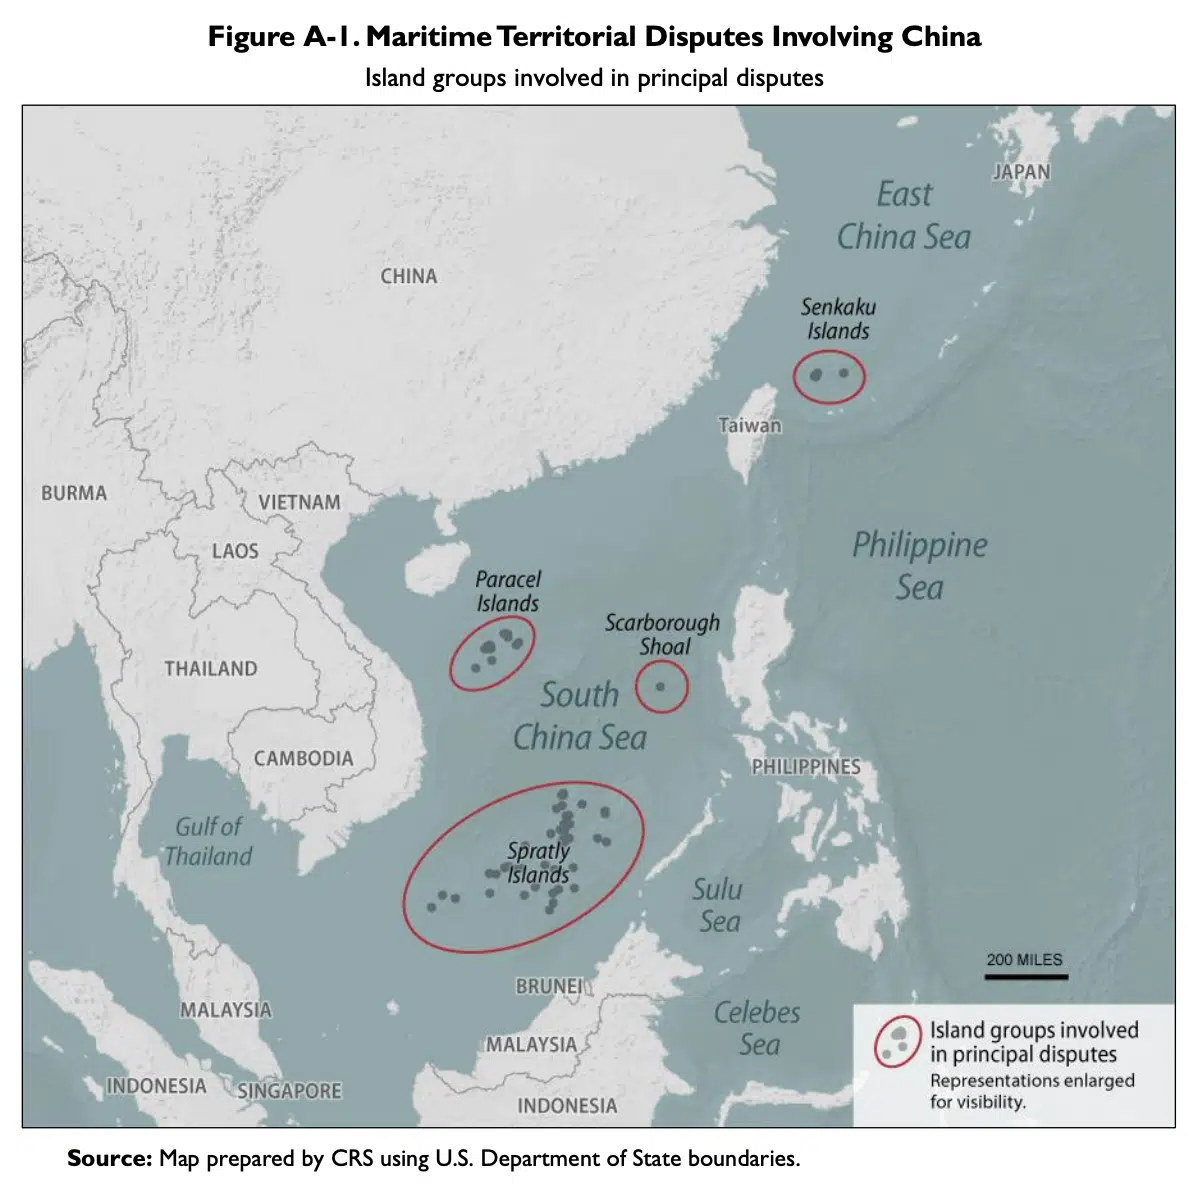 Figure A-1. Maritime Territorial Disputes Involving China
Island groups involved in principal disputes
JAPAN
East
China Sea
CHINA
Senkaku
Islands
Taiwan
BURMA
VIETNAM
LAOS
Philippine
Sea
Paracel
Islands
Scarborough
Shoal
THAILAND
South
China Sea
CAMBODIA
PHILIPPINES
Gulf of
Thailand
Spratly
Islands
Sulu
Sea
200 MILES
BRUNEI
MALAYSIA
Celebes
Sea
MALAYSIA
INDONESIA
SINGAPORE
INDONESIA
Island groups involved
in principal disputes
Representations enlarged
for visibility.
Source: Map prepared by CRS using U.S. Department of State boundaries.